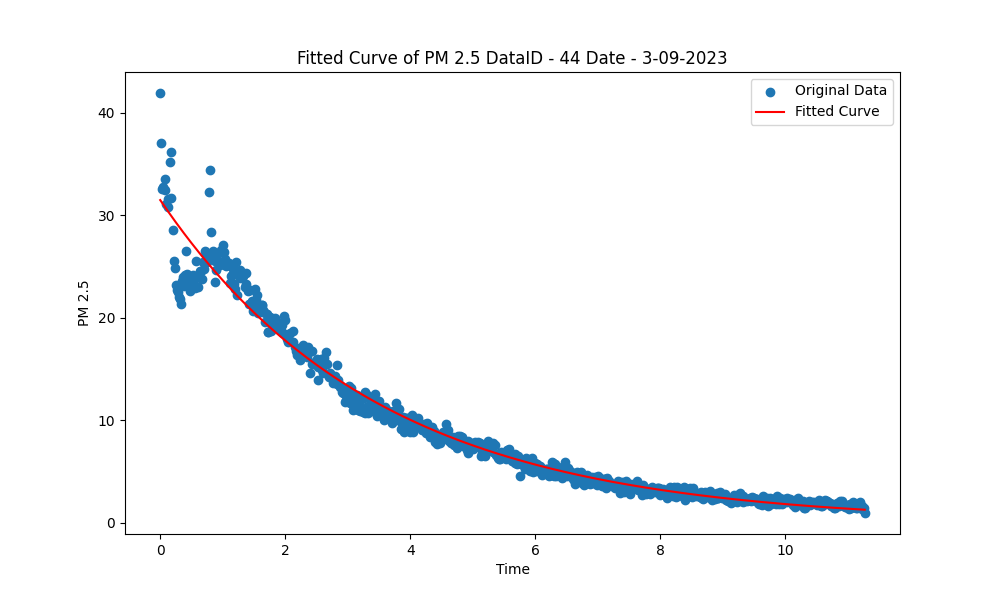 Fitted Curve of PM 2.5 DataID - 44 Date - 3-09-2023
Original Data
Fitted Curve
PM 2.5
40
30
20
10
0
0 2 4 6 8 10
Time